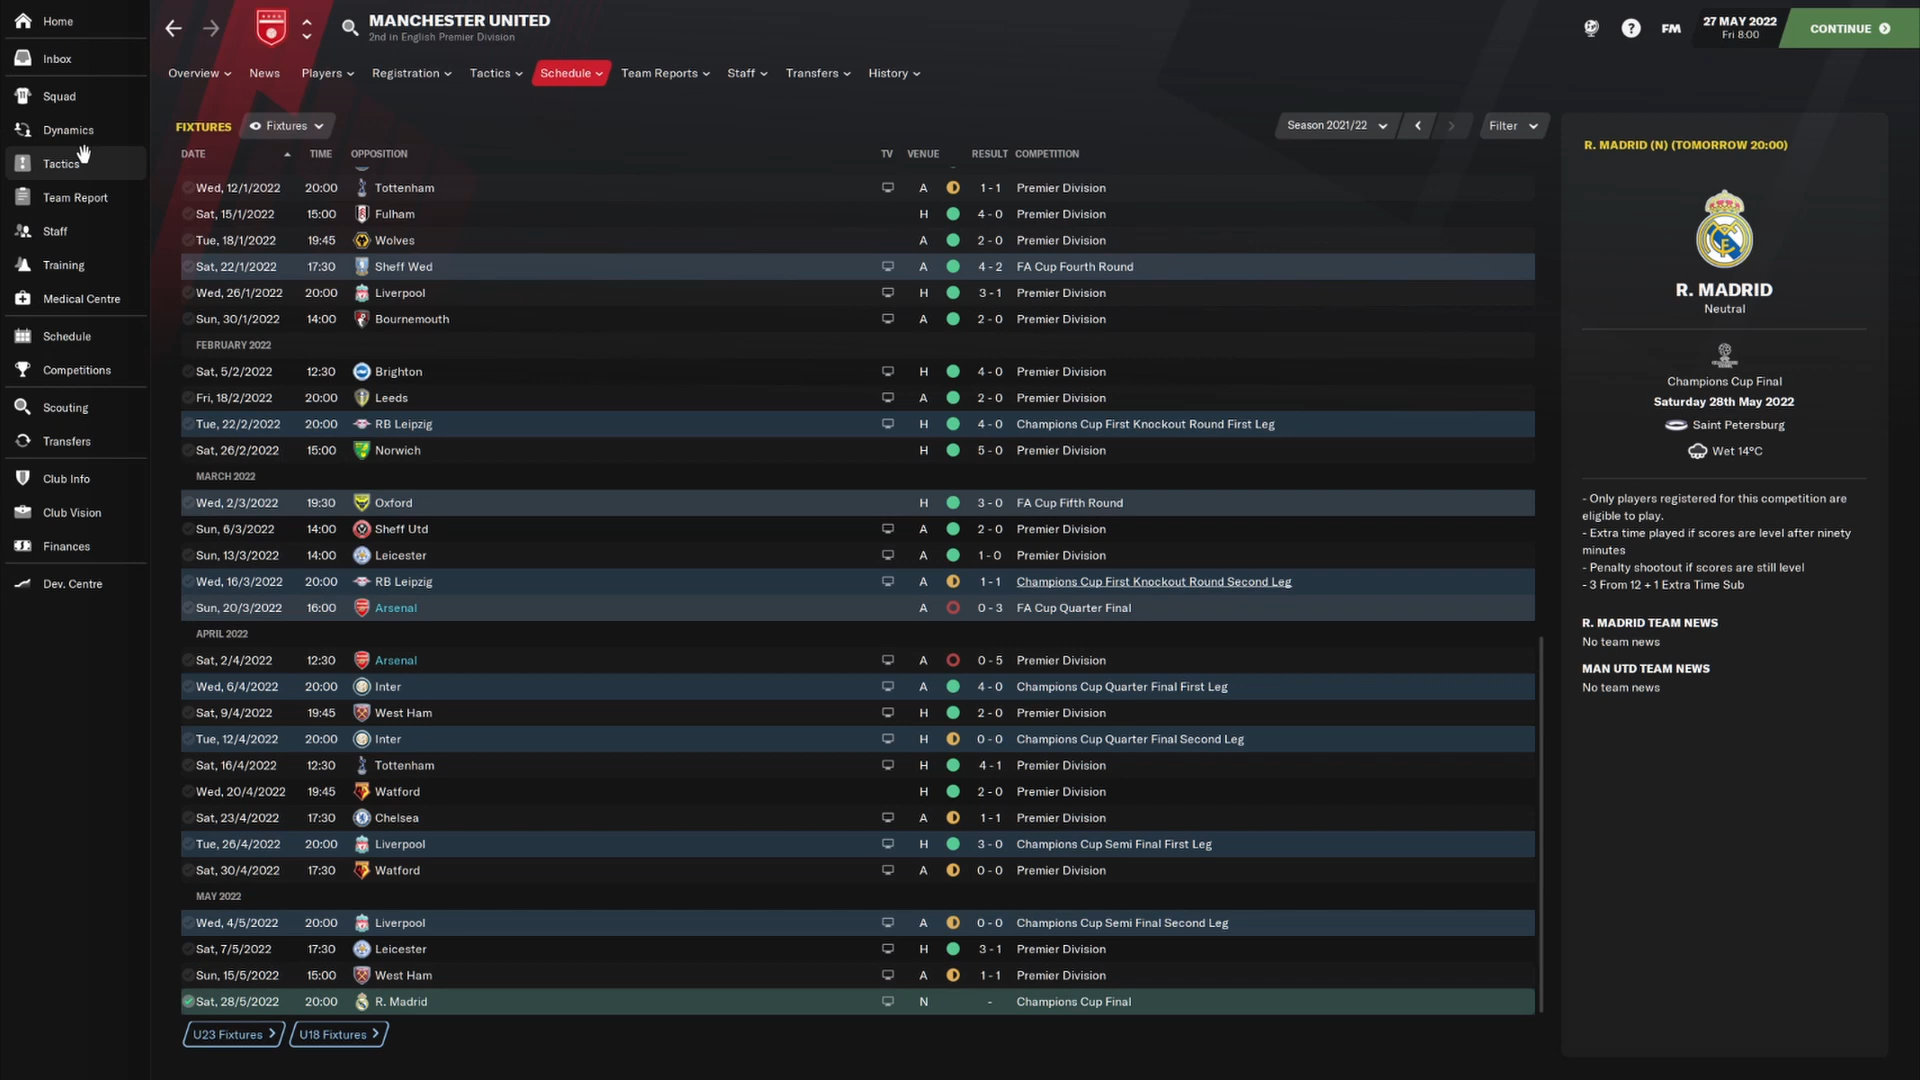 Home
Inbox
Squad
Dynamics
Tactics
Team Report
Staff
Training
Medical Centre
Schedule
Competitions
Scouting
Transfers
Club Info
Club Vision
Finances
Dev. Centre
MANCHESTER UNITED
2nd in English Premier Division
FM
27 MAY 2022
Fri 8:00
CONTINUE
Overview News Players Registration Tactics Schedule Team Reports Staff Transfers History
FIXTURES Fixtures Season 2021/22 Filter
DATE TIME OPPOSITION TV VENUE RESULT COMPETITION
Wed, 12/1/2022 20:00 Tottenham A 1 - 1 Premier Division
Sat, 15/1/2022 15:00 Fulham H 4 - 0 Premier Division
Tue, 18/1/2022 19:45 Wolves A 2 - 0 Premier Division
Sat, 22/1/2022 17:30 Sheff Wed A 4 - 2 FA Cup Fourth Round
Wed, 26/1/2022 20:00 Liverpool H 3 - 1 Premier Division
Sun, 30/1/2022 14:00 Bournemouth A 2 - 0 Premier Division
FEBRUARY 2022
Sat, 5/2/2022 12:30 Brighton H 4 - 0 Premier Division
Fri, 18/2/2022 20:00 Leeds A 2 - 0 Premier Division
Tue, 22/2/2022 20:00 RB Leipzig H 4 - 0 Champions Cup First Knockout Round First Leg
Sat, 26/2/2022 15:00 Norwich H 5 - 0 Premier Division
MARCH 2022
Wed, 2/3/2022 19:30 Oxford H 3 - 0 FA Cup Fifth Round
Sun, 6/3/2022 14:00 Sheff Utd A 2 - 0 Premier Division
Sun, 13/3/2022 14:00 Leicester A 1 - 0 Premier Division
Wed, 16/3/2022 20:00 RB Leipzig A 1 - 1 Champions Cup First Knockout Round Second Leg
Sun, 20/3/2022 16:00 Arsenal A 0 - 3 FA Cup Quarter Final
APRIL 2022
Sat, 2/4/2022 12:30 Arsenal A 0 - 5 Premier Division
Wed, 6/4/2022 20:00 Inter A 4 - 0 Champions Cup Quarter Final First Leg
Sat, 9/4/2022 19:45 West Ham H 2 - 0 Premier Division
Tue, 12/4/2022 20:00 Inter H 0 - 0 Champions Cup Quarter Final Second Leg
Sat, 16/4/2022 12:30 Tottenham H 4 - 1 Premier Division
Wed, 20/4/2022 19:45 Watford H 2 - 0 Premier Division
Sat, 23/4/2022 17:30 Chelsea A 1 - 1 Premier Division
Tue, 26/4/2022 20:00 Liverpool H 3 - 0 Champions Cup Semi Final First Leg
Sat, 30/4/2022 17:30 Watford A 0 - 0 Premier Division
MAY 2022
Wed, 4/5/2022 20:00 Liverpool A 0 - 0 Champions Cup Semi Final Second Leg
Sat, 7/5/2022 17:30 Leicester H 3 - 1 Premier Division
Sun, 15/5/2022 15:00 West Ham A 1 - 1 Premier Division
Sat, 28/5/2022 20:00 R. Madrid N - Champions Cup Final
U23 Fixtures U18 Fixtures
R. MADRID (N) (TOMORROW 20:00)
R. MADRID
Neutral
Champions Cup Final
Saturday 28th May 2022
Saint Petersburg
Wet 14°C
- Only players registered for this competition are
eligible to play.
- Extra time played if scores are level after ninety
minutes
- Penalty shootout if scores are still level
- 3 From 12 + 1 Extra Time Sub
R. MADRID TEAM NEWS
No team news
MAN UTD TEAM NEWS
No team news